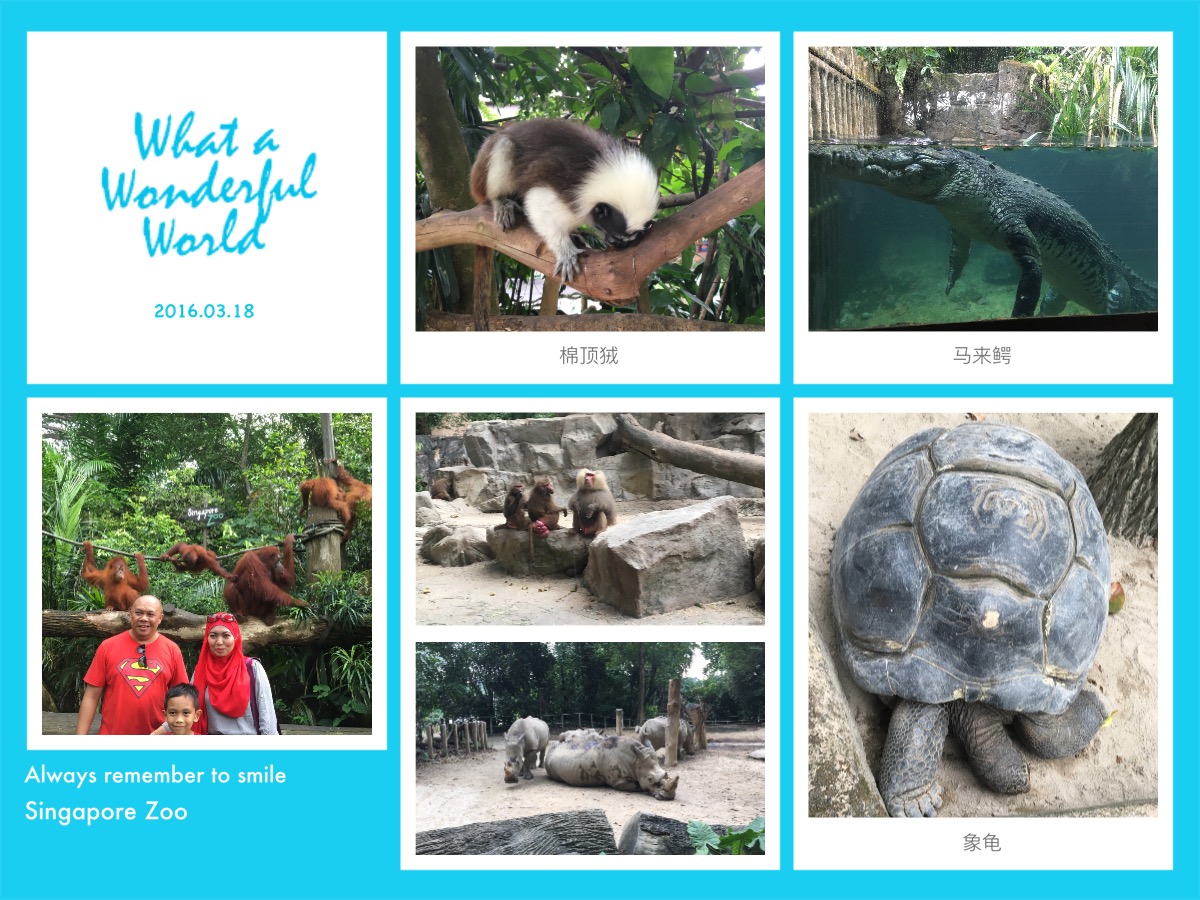 What a
Wonderful
World
2016.03.18
棉顶狨
马来鳄
Singapore
Zoo
Always remember to smile
Singapore Zoo
象龟